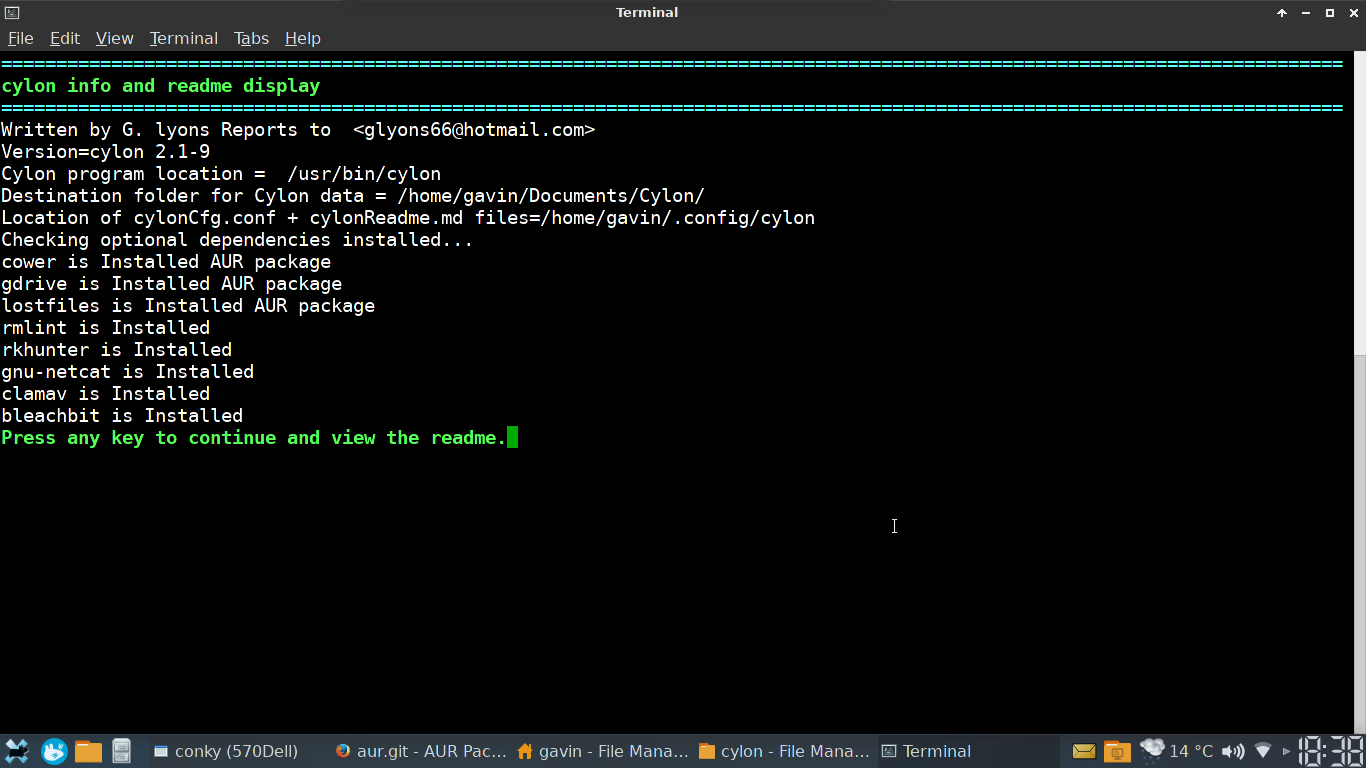 Terminal
File Edit View Terminal Tabs Help
==========================================================================================================================
cylon info and readme display
==========================================================================================================================
Written by G. lyons Reports to  <glyons66@hotmail.com>
Version=cylon 2.1-9
Cylon program location =  /usr/bin/cylon
Destination folder for Cylon data = /home/gavin/Documents/Cylon/
Location of cylonCfg.conf + cylonReadme.md files=/home/gavin/.config/cylon
Checking optional dependencies installed...
cower is Installed AUR package
gdrive is Installed AUR package
lostfiles is Installed AUR package
rmlint is Installed
rkhunter is Installed
gnu-netcat is Installed
clamav is Installed
bleachbit is Installed
Press any key to continue and view the readme.
conky (570Dell) aur.git - AUR Pac... gavin - File Mana... cylon - File Mana... Terminal 14 °C 18:38